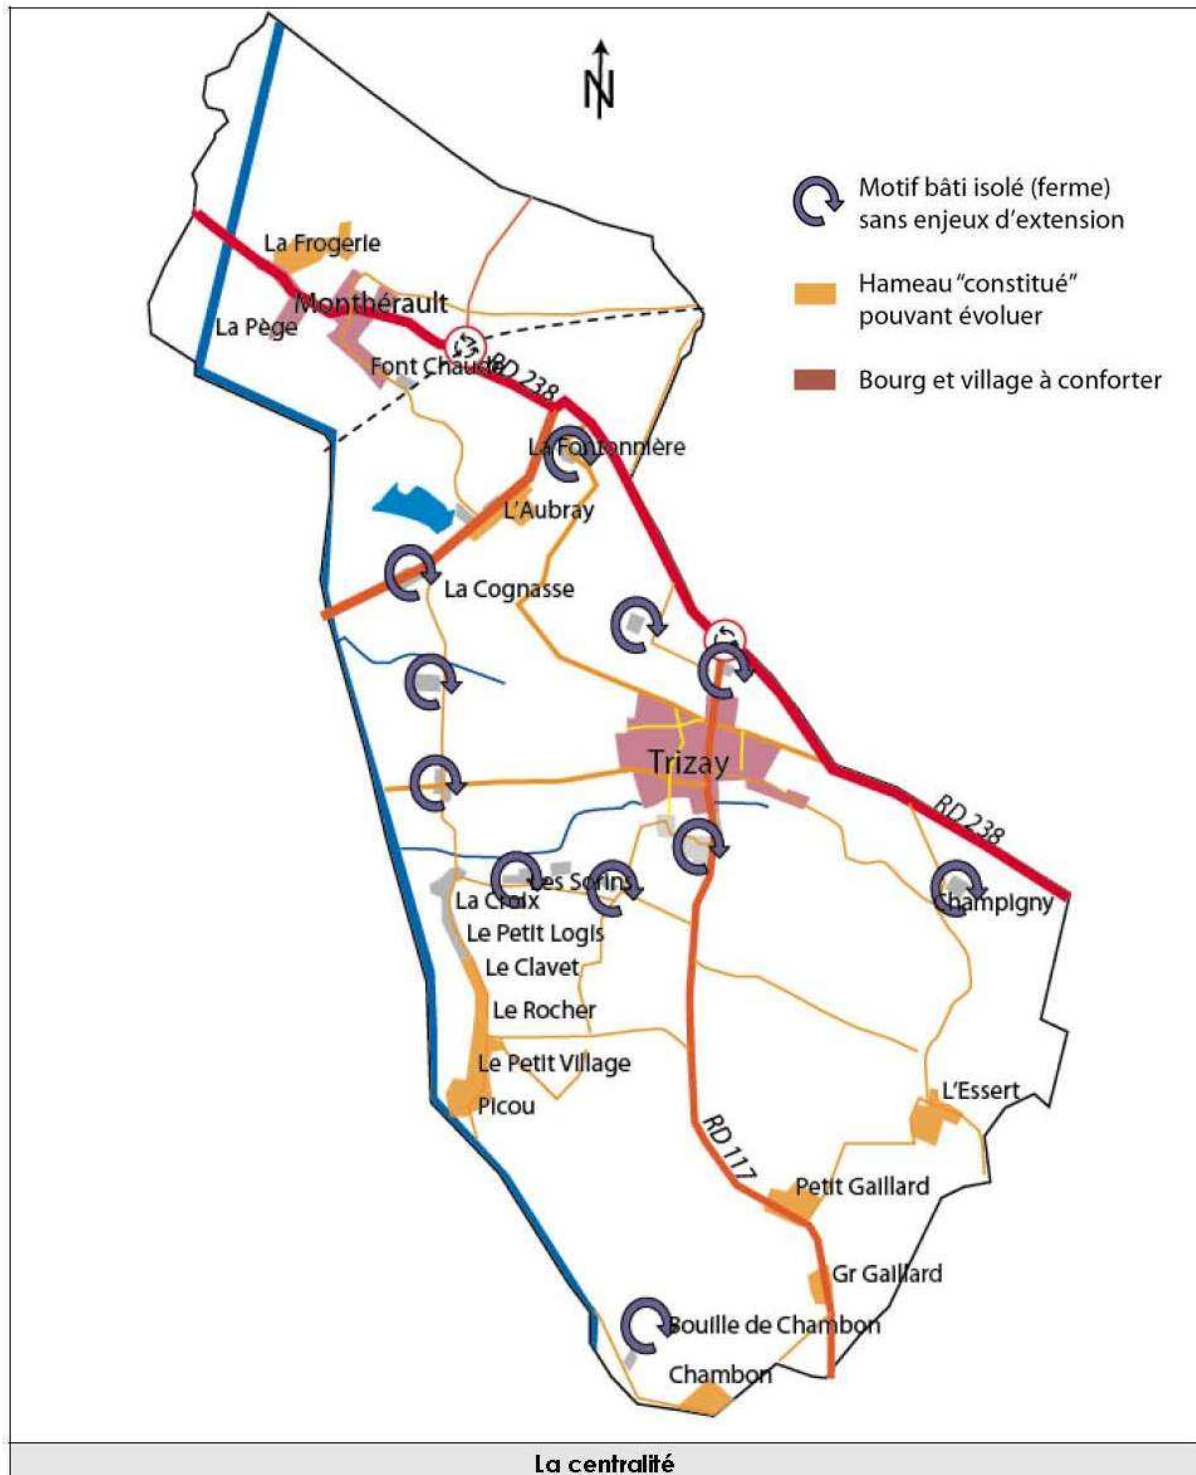 N
Motif bâti isolé (ferme)
sans enjeux d'extension
Hameau "constitué"
pouvant évoluer
Bourg et village à conforter
La Frogerie
Monthérault
La Pège
Font Chaude
RD 238
La Fontonnière
L'Aubray
La Cognasse
Trizay
RD 238
Les Sorins
La Croix
Champigny
Le Petit Logis
Le Clavet
Le Rocher
Le Petit Village
L'Essert
Picou
RD 117
Petit Gaillard
Gr Gaillard
Bouille de Chambon
Chambon
La centralité